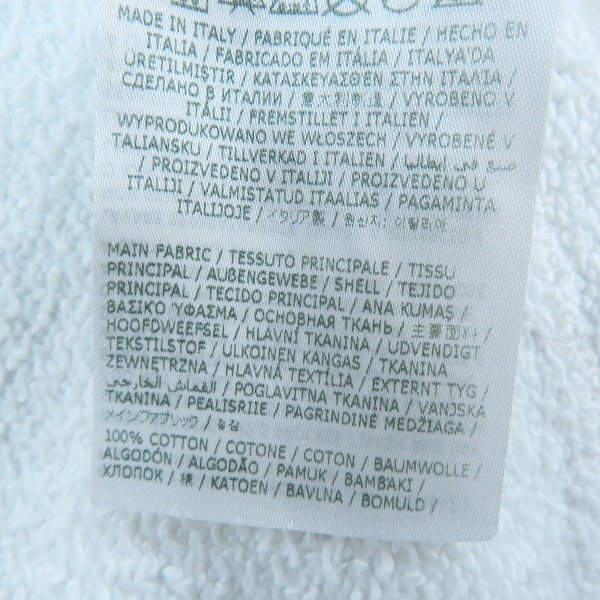 MADE IN ITALY / FABRIQUÉ EN ITALIE / HECHO EN
ITALIA / FABRICADO EM ITÁLIA / ITALYA'DA
ÜRETILMIŞTIR / ΚΑΤΑΣΚΕΥΑΣΘΕΝ ΣΤΗΝ ΙΤΑΛΙΑ /
СДЕЛАНО В ИТАЛИИ / 意大利制造 / VYROBENO V
ITÁLII / FREMSTILLET I ITALIEN /
WYPRODUKOWANO WE WŁOSZECH / VYROBENÉ V
TALIANSKU / TILLVERKAD I ITALIEN / صنع في إيطاليا
/ PROIZVEDENO V ITALIJI / PROIZVEDENO U
ITALIJI / VALMISTATUD ITAALIAS / PAGAMINTA
ITALIJOJE / イタリア製 / 원산지: 이탈리아
MAIN FABRIC / TESSUTO PRINCIPALE / TISSU
PRINCIPAL / AUßENGEWEBE / SHELL / TEJIDO
PRINCIPAL / TECIDO PRINCIPAL / ANA KUMAŞ /
ΒΑΣΙΚΌ ΎΦΑΣΜΑ / ОСНОВНАЯ ТКАНЬ / 主要面料 /
HOOFDWEEFSEL / HLAVNÍ TKANINA / UDVENDIGT
TEKSTILSTOF / ULKOINEN KANGAS / TKANINA
ZEWNĘTRZNA / HLAVNÁ TEXTÍLIA / EXTERNT TYG /
القماش الخارجي / POGLAVITNA TKANINA / VANJSKA
TKANINA / PEALISRIIE / PAGRINDINĖ MEDŽIAGA /
メインファブリック / 겉감
100% COTTON / COTONE / COTON / BAUMWOLLE /
ALGODÓN / ALGODÃO / PAMUK / ΒΑΜΒΆΚΙ /
ХЛОПОК / 棉 / KATOEN / BAVLNA / BOMULD /